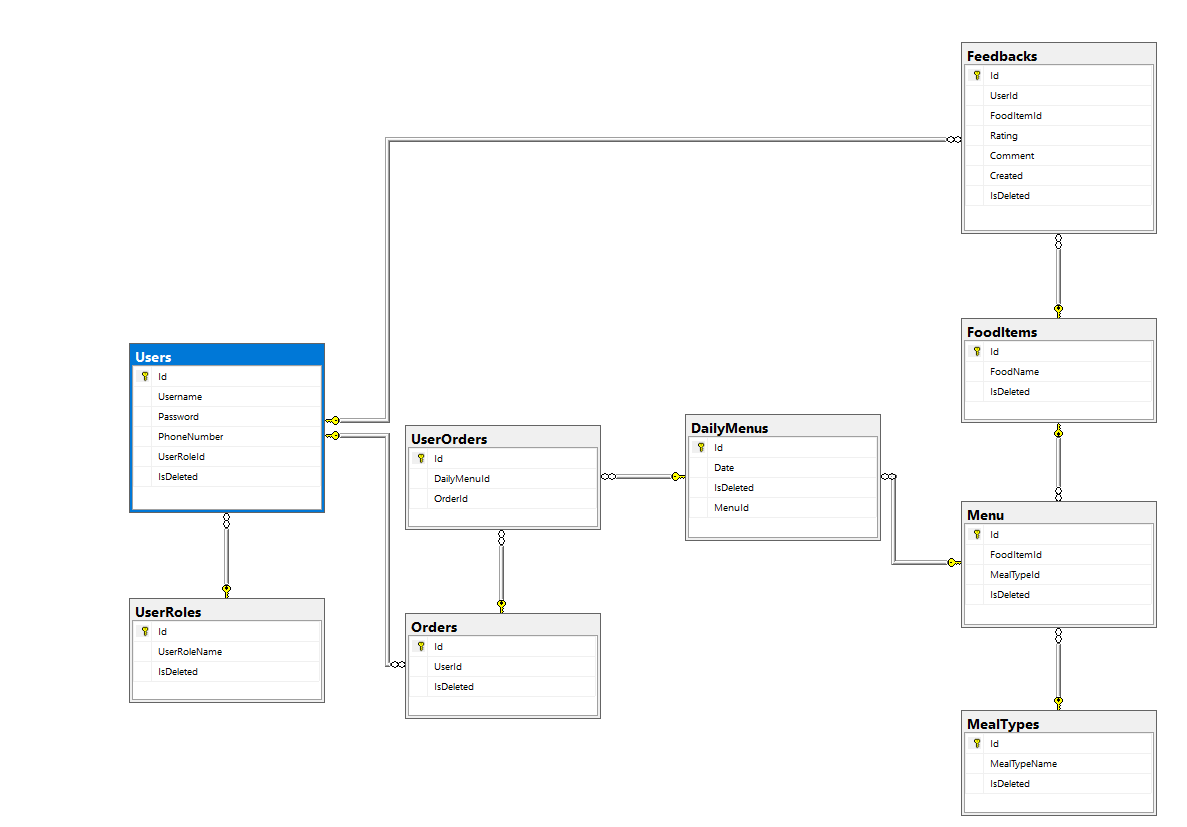 Feedbacks
Id
UserId
FoodItemId
Rating
Comment
Created
IsDeleted
FoodItems
Id
FoodName
IsDeleted
Users
Id
Username
Password
PhoneNumber
UserRoleId
IsDeleted
UserOrders
Id
DailyMenuId
OrderId
DailyMenus
Id
Date
IsDeleted
MenuId
Menu
Id
FoodItemId
MealTypeId
IsDeleted
UserRoles
Id
UserRoleName
IsDeleted
Orders
Id
UserId
IsDeleted
MealTypes
Id
MealTypeName
IsDeleted